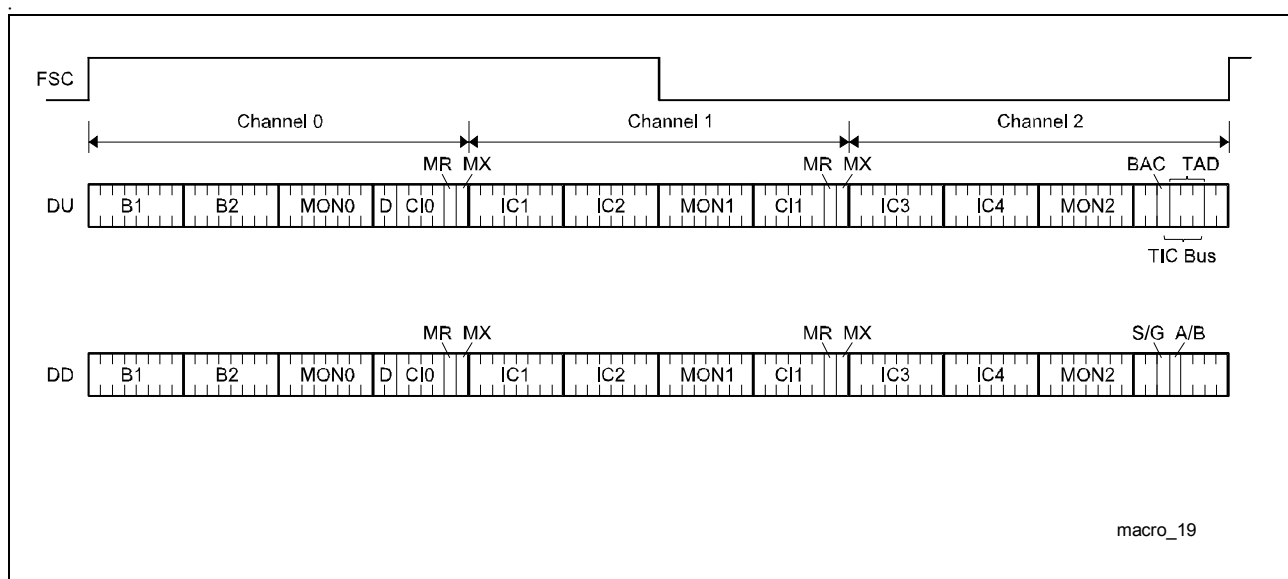 .
FSC
Channel 0 Channel 1 Channel 2
MR MX MR MX BAC TAD
DU B1 B2 MON0 D CI0 IC1 IC2 MON1 CI1 IC3 IC4 MON2
TIC Bus
MR MX MR MX S/G A/B
DD B1 B2 MON0 D CI0 IC1 IC2 MON1 CI1 IC3 IC4 MON2
macro_19